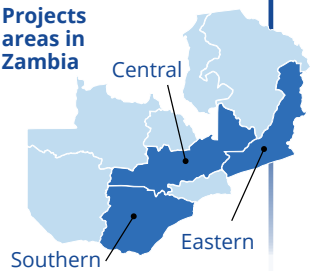 Projects
areas in
Zambia
Central
Eastern
Southern